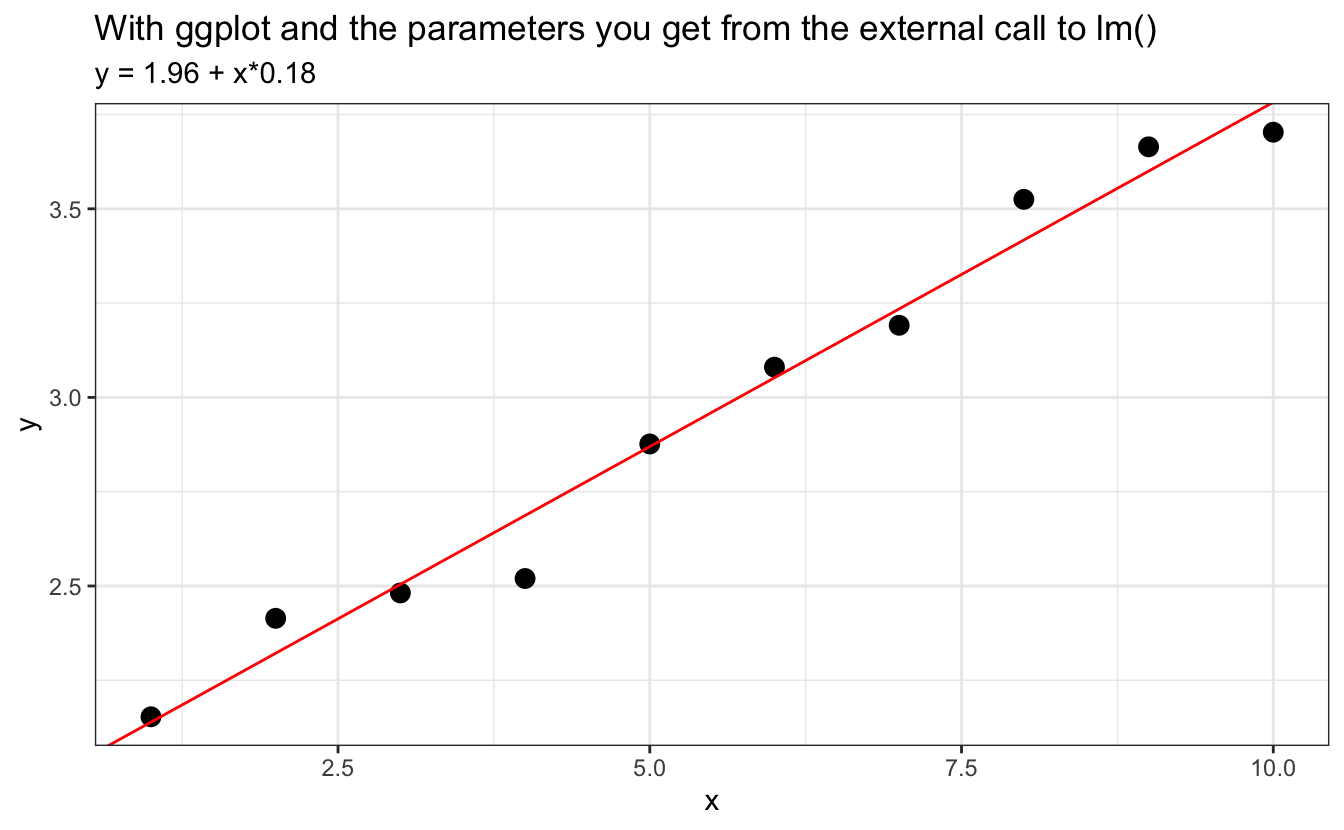 With ggplot and the parameters you get from the external call to lm()
y = 1.96 + x*0.18
3.5
3.0
2.5
y
2.5
5.0
7.5
10.0
x